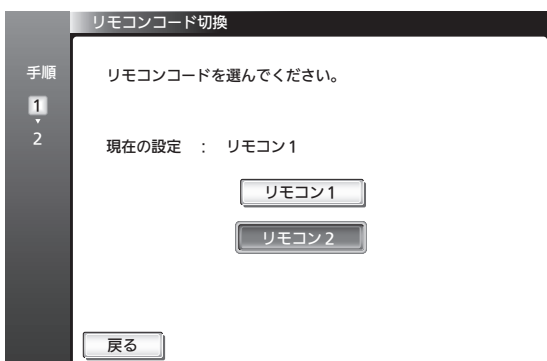 リモコンコード切換
手順
1
2
リモコンコードを選んでください。
現在の設定 : リモコン1
リモコン1
リモコン2
戻る